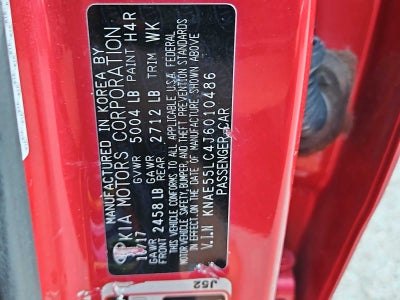 MANUFACTURED IN KOREA BY
KIA MOTORS CORPORATION
GVWR 5004 LB PAINT H4R
GAWR FRONT 2458 LB GAWR REAR 2712 LB TRIM WK
THIS VEHICLE CONFORMS TO ALL APPLICABLE U.S.A. FEDERAL
MOTOR VEHICLE SAFETY, BUMPER, AND THEFT PREVENTION STANDARDS
IN EFFECT ON THE DATE OF MANUFACTURE SHOWN ABOVE
V.I.N KNAE55LC4J6010486
PASSENGER CAR
J52